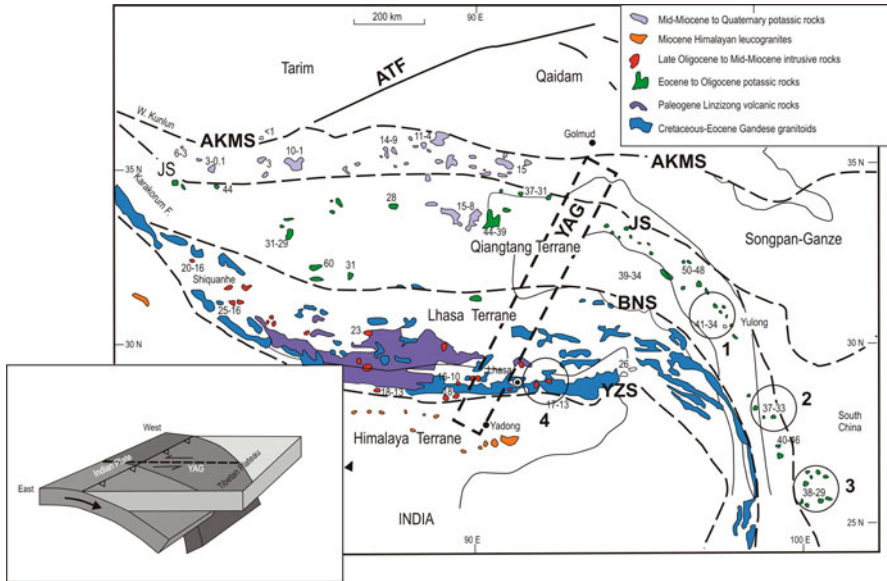 200 km
90 E
Mid-Miocene to Quaternary potassic rocks
Miocene Himalayan leucogranites
Late Oligocene to Mid-Miocene intrusive rocks
Eocene to Oligocene potassic rocks
Paleogene Linzizong volcanic rocks
Cretaceous-Eocene Gandese granitoids
Tarim
ATF
Qaidam
W. Kunlun
AKMS
<1
14-9
11-4
Golmud
6-3
3-0.1
10-1
3
15
AKMS
35 N
35 N
JS
44
Karakorum F.
28
15-8
37-31
YAG
44-39
Qiangtang Terrane
JS
Songpan-Ganze
31-29
60
31
39-34
50-48
20-16
Shiquanhe
BNS
25-16
Lhasa Terrane
41-34
Yulong
1
30 N
30 N
23
26
Lhasa
16-10
18-13
18
17-13
YZS
4
2
37-33
South
China
Yadong
Himalaya Terrane
40-36
3
38-29
INDIA
25 N
90 E
100 E
West
Indian Plate
YAG
Tibetan Plateau
East